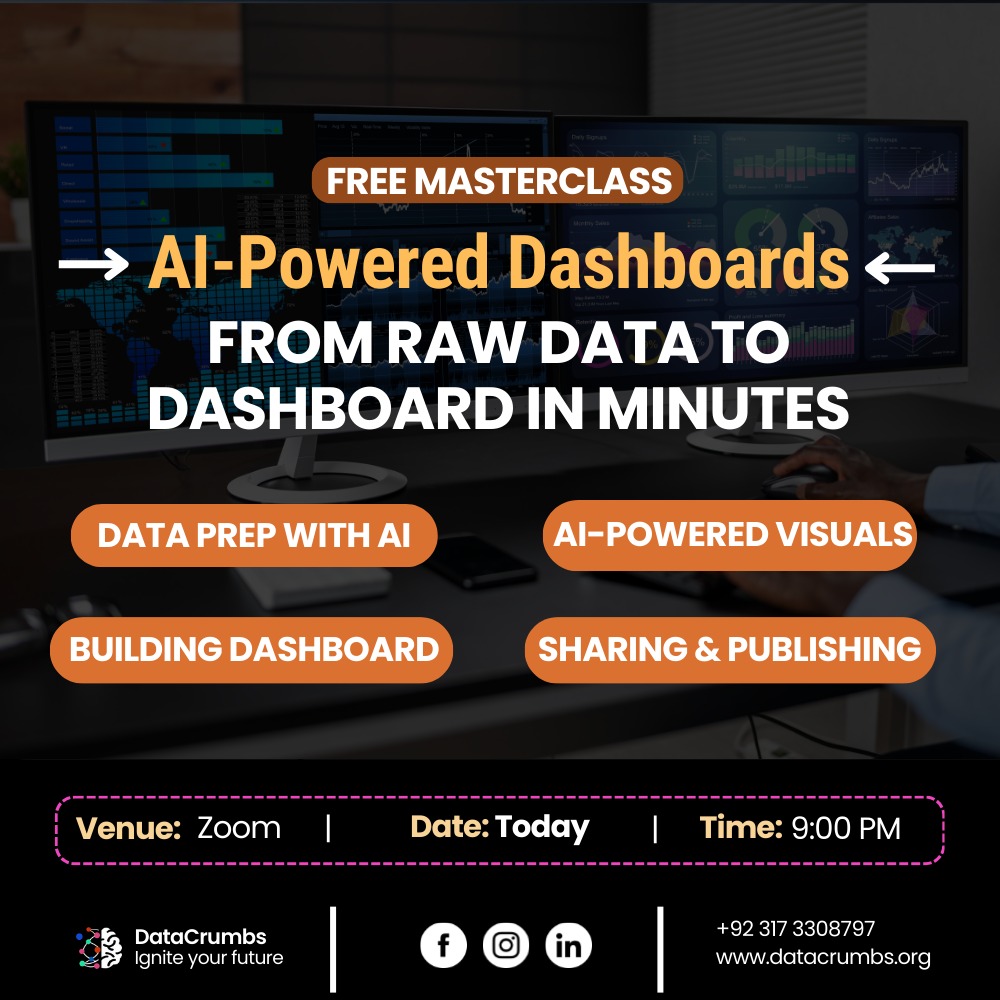 FREE MASTERCLASS
AI-Powered Dashboards
FROM RAW DATA TO
DASHBOARD IN MINUTES
DATA PREP WITH AI
AI-POWERED VISUALS
BUILDING DASHBOARD
SHARING & PUBLISHING
Venue: Zoom | Date: Today | Time: 9:00 PM
DataCrumbs
Ignite your future
+92 317 3308797
www.datacrumbs.org